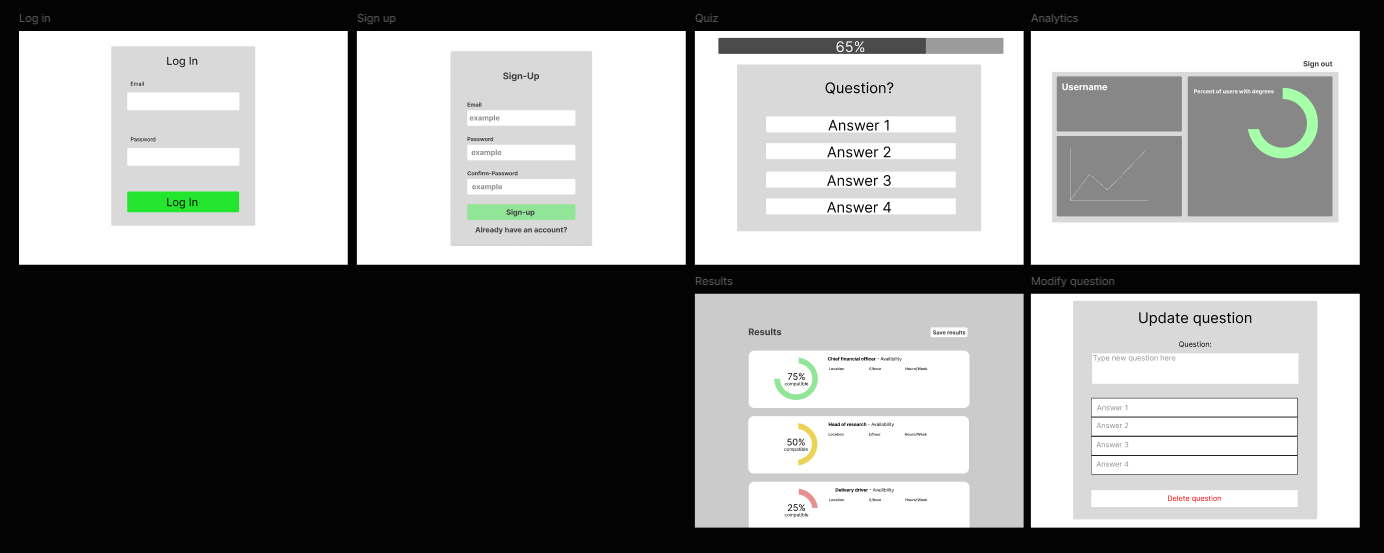 Log in
Log In
Email
Password
Log In
Sign up
Sign-Up
Email
example
Password
example
Confirm-Password
example
Sign-up
Already have an account?
Quiz
65%
Question?
Answer 1
Answer 2
Answer 3
Answer 4
Analytics
Sign out
Username
Percent of users with degrees
Results
Results
Save results
75%
compatible
Chief financial officer - Availibility
Location £/hour Hours/Week
50%
compatible
Head of research - Availibility
Location £/hour Hours/Week
25%
compatible
Delivery driver - Availibility
Location £/hour Hours/Week
Modify question
Update question
Question:
Type new question here
Answer 1
Answer 2
Answer 3
Answer 4
Delete question